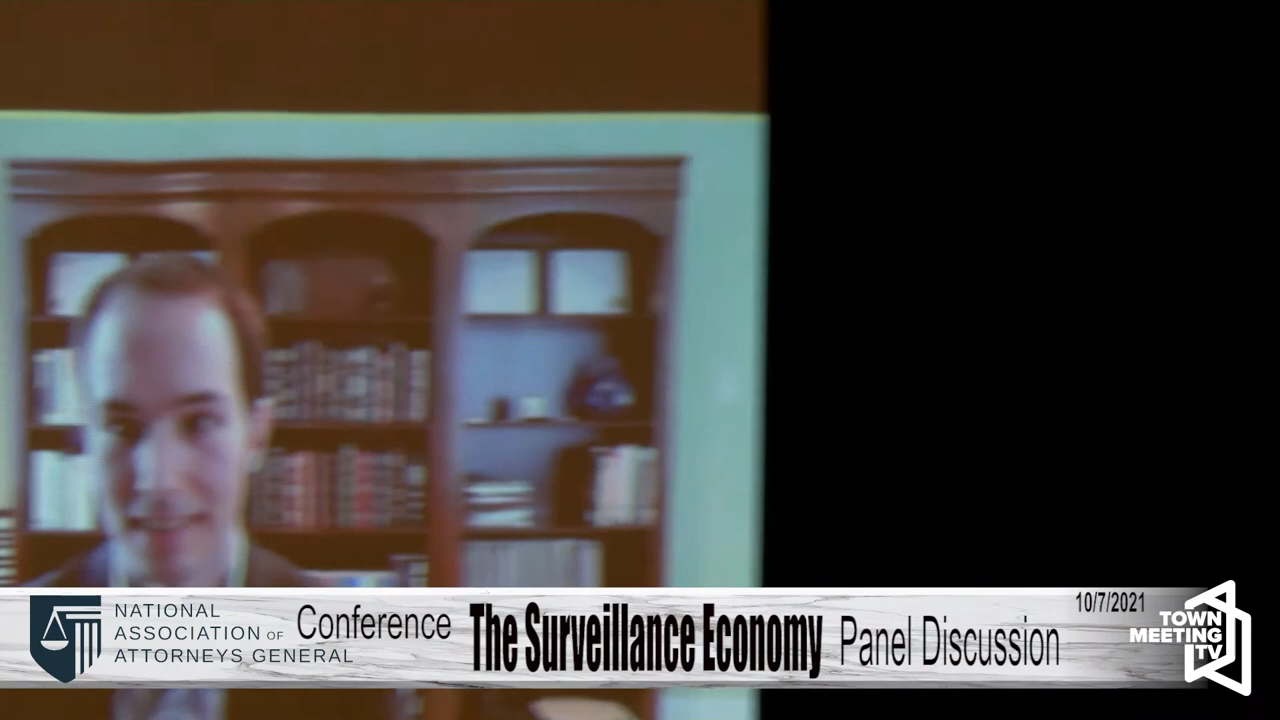 NATIONAL
ASSOCIATION OF
ATTORNEYS GENERAL
Conference
The Surveillance Economy
Panel Discussion
10/7/2021
TOWN
MEETING
TV